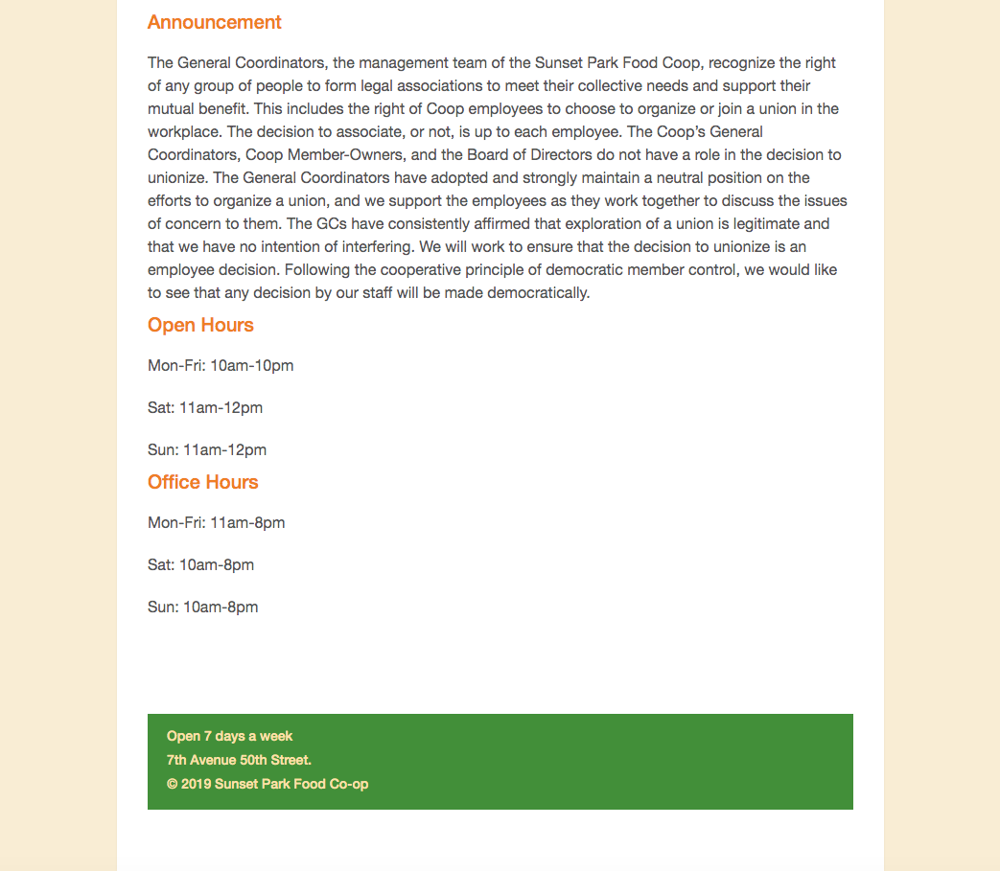 Announcement
The General Coordinators, the management team of the Sunset Park Food Coop, recognize the right
of any group of people to form legal associations to meet their collective needs and support their
mutual benefit. This includes the right of Coop employees to choose to organize or join a union in the
workplace. The decision to associate, or not, is up to each employee. The Coop’s General
Coordinators, Coop Member-Owners, and the Board of Directors do not have a role in the decision to
unionize. The General Coordinators have adopted and strongly maintain a neutral position on the
efforts to organize a union, and we support the employees as they work together to discuss the issues
of concern to them. The GCs have consistently affirmed that exploration of a union is legitimate and
that we have no intention of interfering. We will work to ensure that the decision to unionize is an
employee decision. Following the cooperative principle of democratic member control, we would like
to see that any decision by our staff will be made democratically.
Open Hours
Mon-Fri: 10am-10pm
Sat: 11am-12pm
Sun: 11am-12pm
Office Hours
Mon-Fri: 11am-8pm
Sat: 10am-8pm
Sun: 10am-8pm
Open 7 days a week
7th Avenue 50th Street.
© 2019 Sunset Park Food Co-op